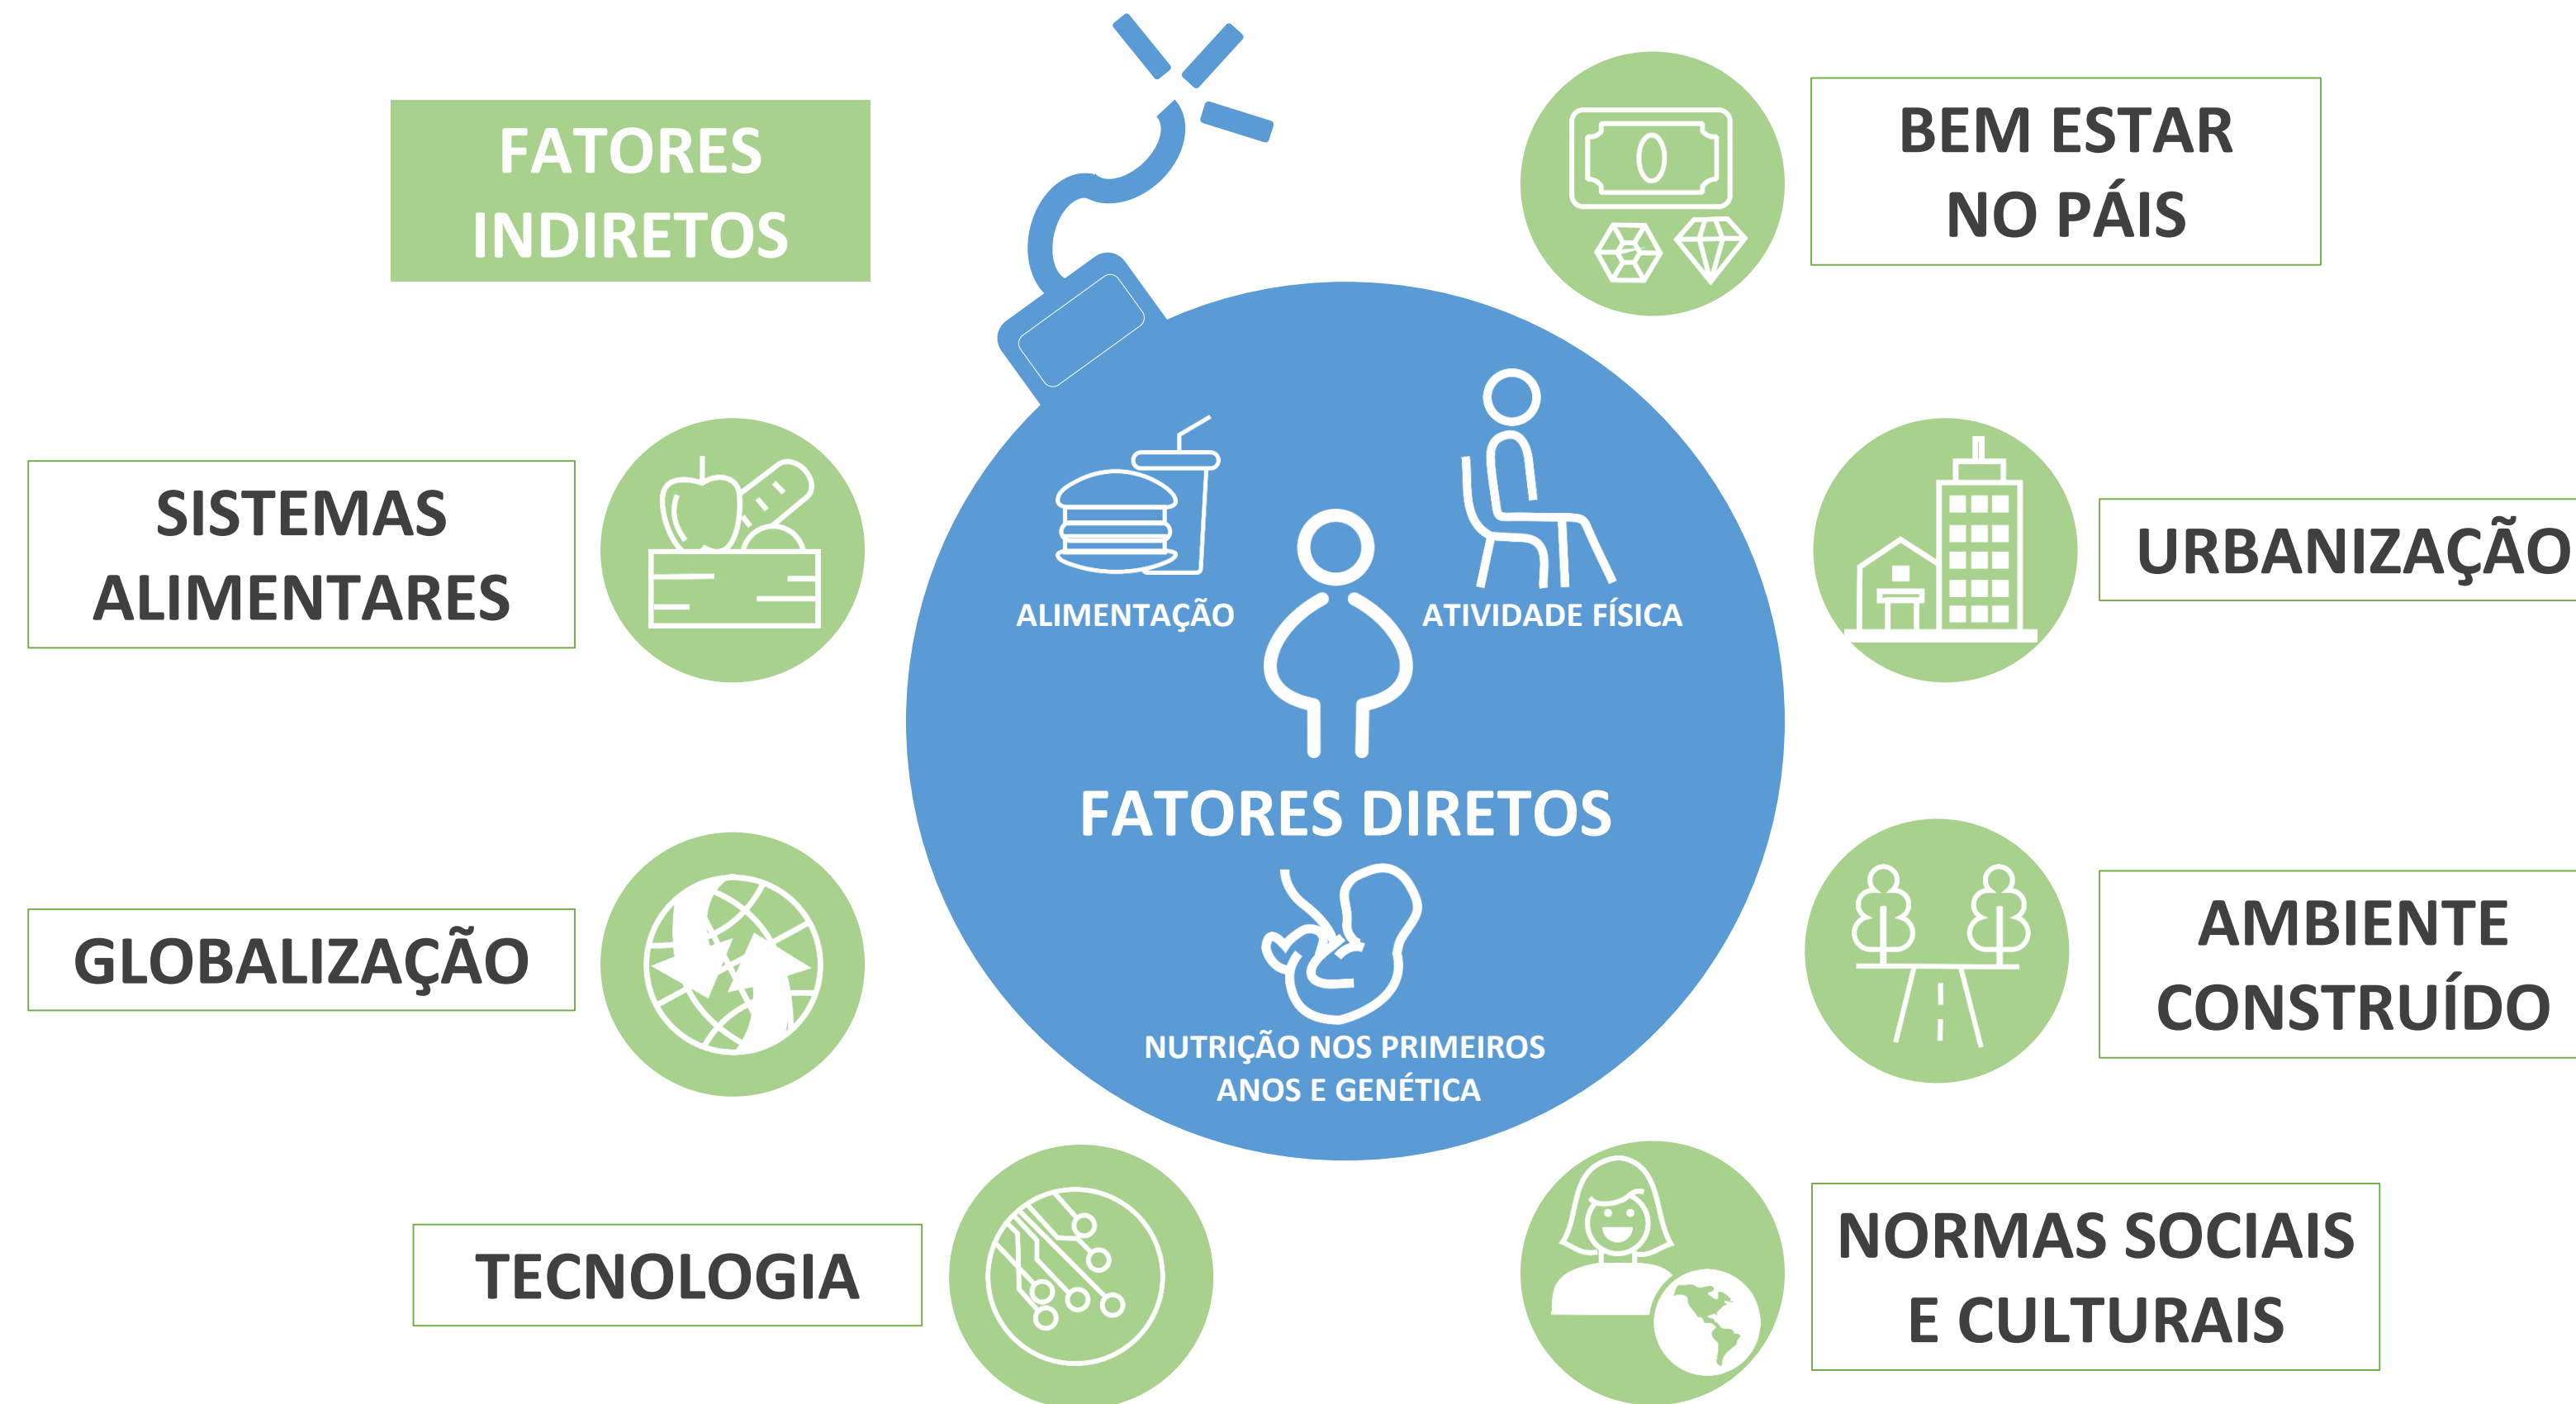 FATORES
INDIRETOS
BEM ESTAR
NO PÁIS
SISTEMAS
ALIMENTARES
ALIMENTAÇÃO
ATIVIDADE FÍSICA
URBANIZAÇÃO
FATORES DIRETOS
GLOBALIZAÇÃO
AMBIENTE
CONSTRUÍDO
NUTRIÇÃO NOS PRIMEIROS
ANOS E GENÉTICA
TECNOLOGIA
NORMAS SOCIAIS
E CULTURAIS